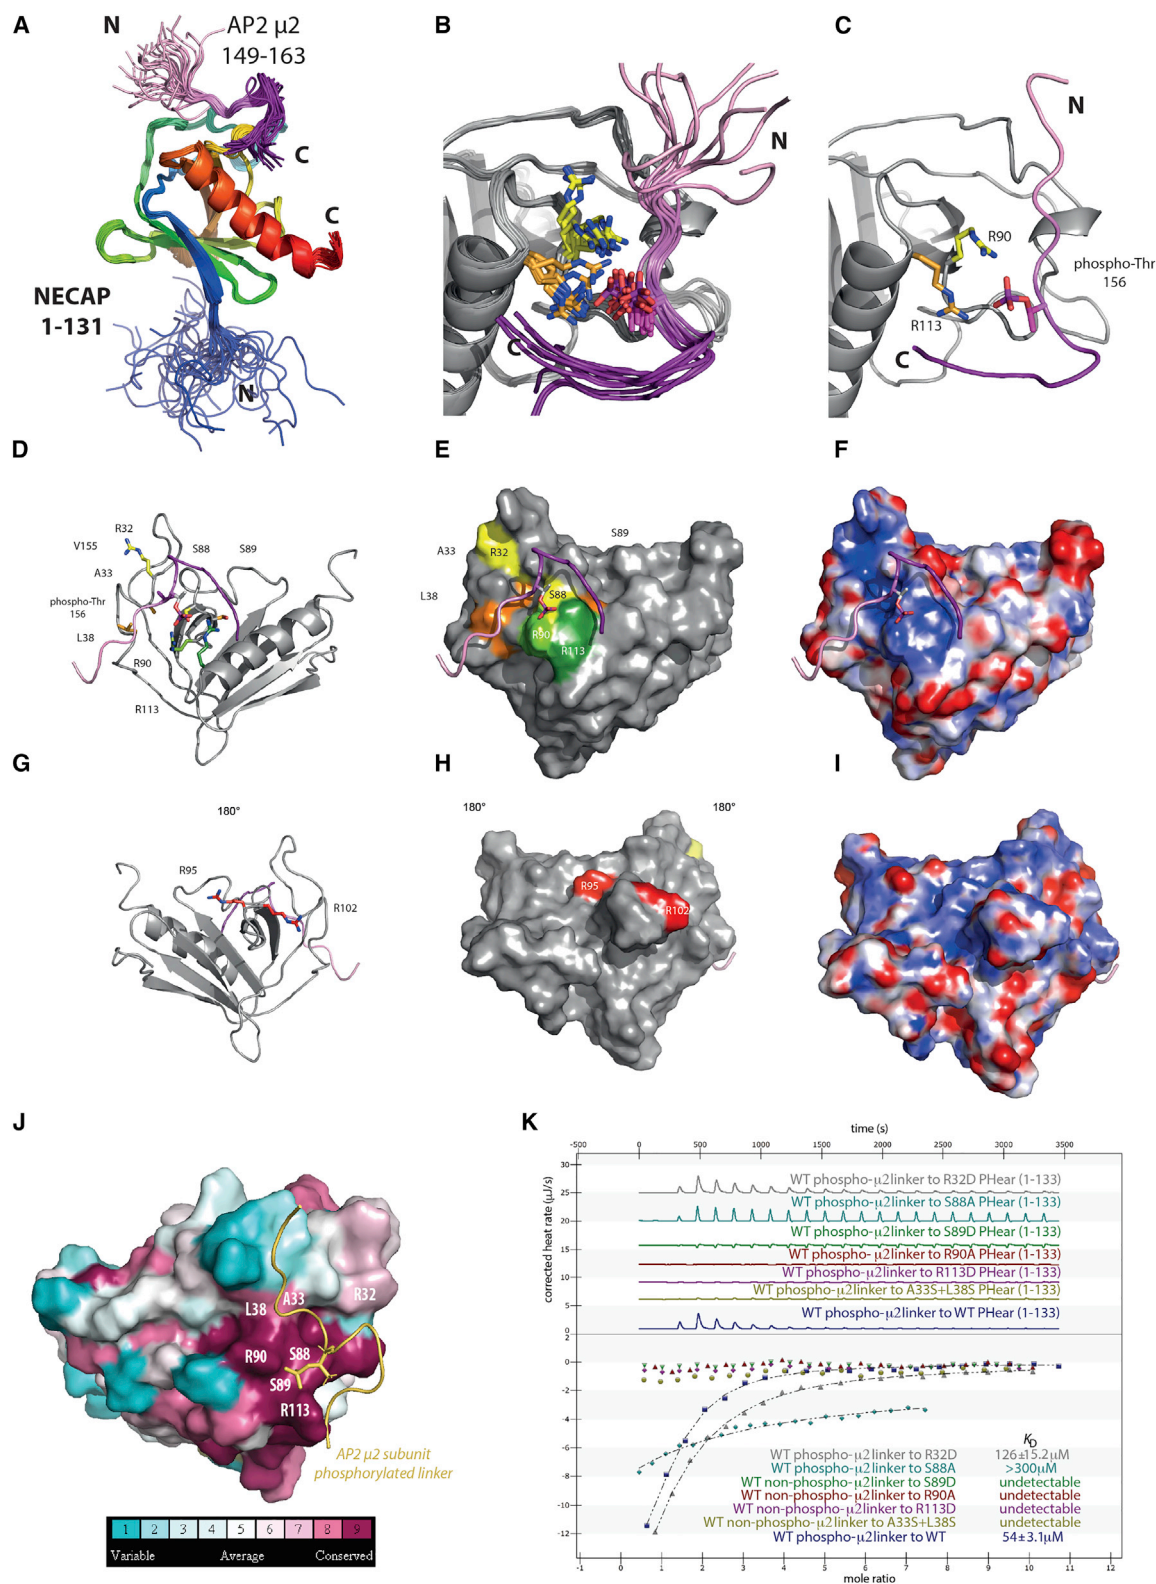 A
N
AP2 μ2
149-163
C
C
NECAP
1-131
N
B
N
C
C
N
R90
phospho-Thr
156
R113
C
D
R32
V155
S88
S89
A33
phospho-Thr
156
L38
R90
R113
E
S89
A33
R32
L38
S88
R90
R113
F
G
180°
R95
R102
H
180°
180°
R95
R102
I
J
A33
L38
R32
R90
S88
S89
R113
AP2 μ2 subunit
phosphorylated linker
1 2 3 4 5 6 7 8 9
Variable Average Conserved
K
time (s)
-500 0 500 1000 1500 2000 2500 3000 3500
corrected heat rate (μJ/s)
30
25
20
15
10
5
0
2
0
-2
-4
-6
-8
-10
-12
WT phospho-μ2linker to R32D PHear (1-133)
WT phospho-μ2linker to S88A PHear (1-133)
WT phospho-μ2linker to S89D PHear (1-133)
WT phospho-μ2linker to R90A PHear (1-133)
WT phospho-μ2linker to R113D PHear (1-133)
WT phospho-μ2linker to A33S+L38S PHear (1-133)
WT phospho-μ2linker to WT PHear (1-133)
KD
WT phospho-μ2linker to R32D 126±15.2μM
WT phospho-μ2linker to S88A >300μM
WT non-phospho-μ2linker to S89D undetectable
WT non-phospho-μ2linker to R90A undetectable
WT non-phospho-μ2linker to R113D undetectable
WT non-phospho-μ2linker to A33S+L38S undetectable
WT phospho-μ2linker to WT 54±3.1μM
0 1 2 3 4 5 6 7 8 9 10 11 12
mole ratio